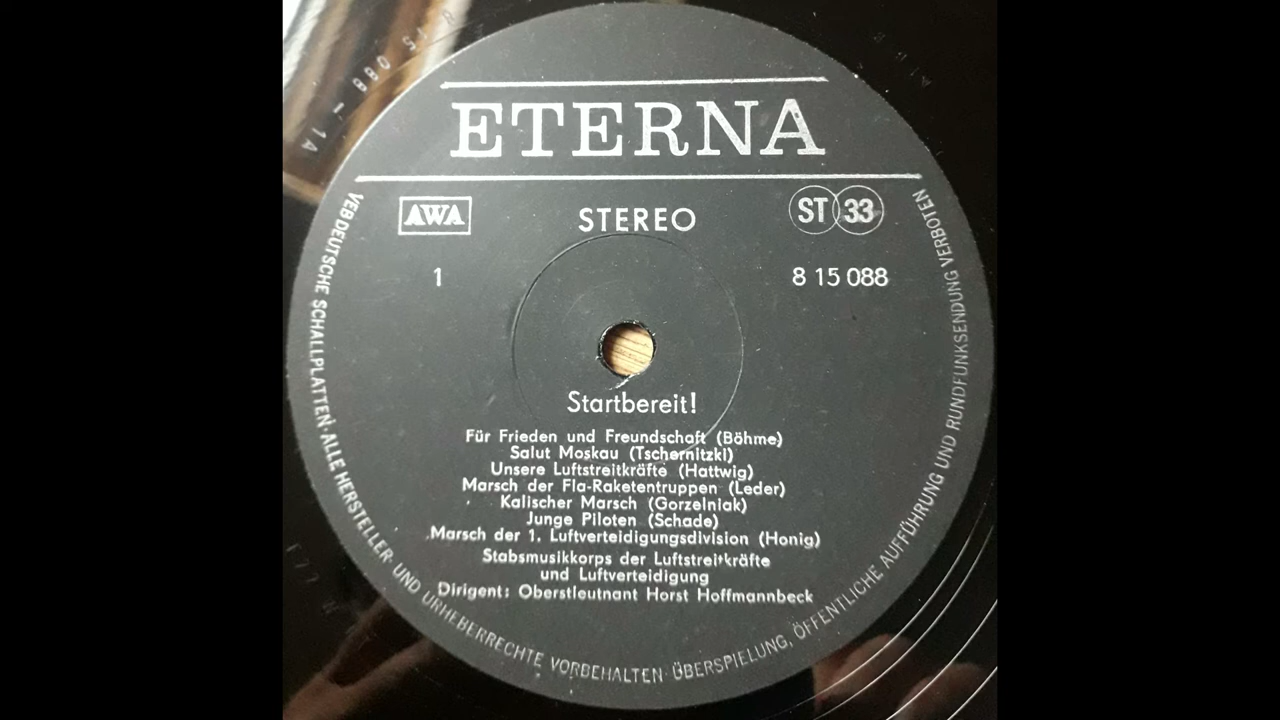 ETERNA
AWA
STEREO
ST 33
1
8 15 088
Startbereit!
Für Frieden und Freundschaft (Böhme)
Salut Moskau (Tschernitzki)
Unsere Luftstreitkräfte (Hattwig)
Marsch der Fla-Raketentruppen (Leder)
Kalischer Marsch (Gorzelniak)
Junge Piloten (Schade)
Marsch der 1. Luftverteidigungsdivision (Honig)
Stabsmusikkorps der Luftstreitkräfte
und Luftverteidigung
Dirigent: Oberstleutnant Horst Hoffmannbeck
VEB DEUTSCHE SCHALLPLATTEN · ALLE HERSTELLER- UND URHEBERRECHTE VORBEHALTEN · ÜBERSPIELUNG, ÖFFENTLICHE AUFFÜHRUNG UND RUNDFUNKSENDUNG VERBOTEN
15 088 - 1A